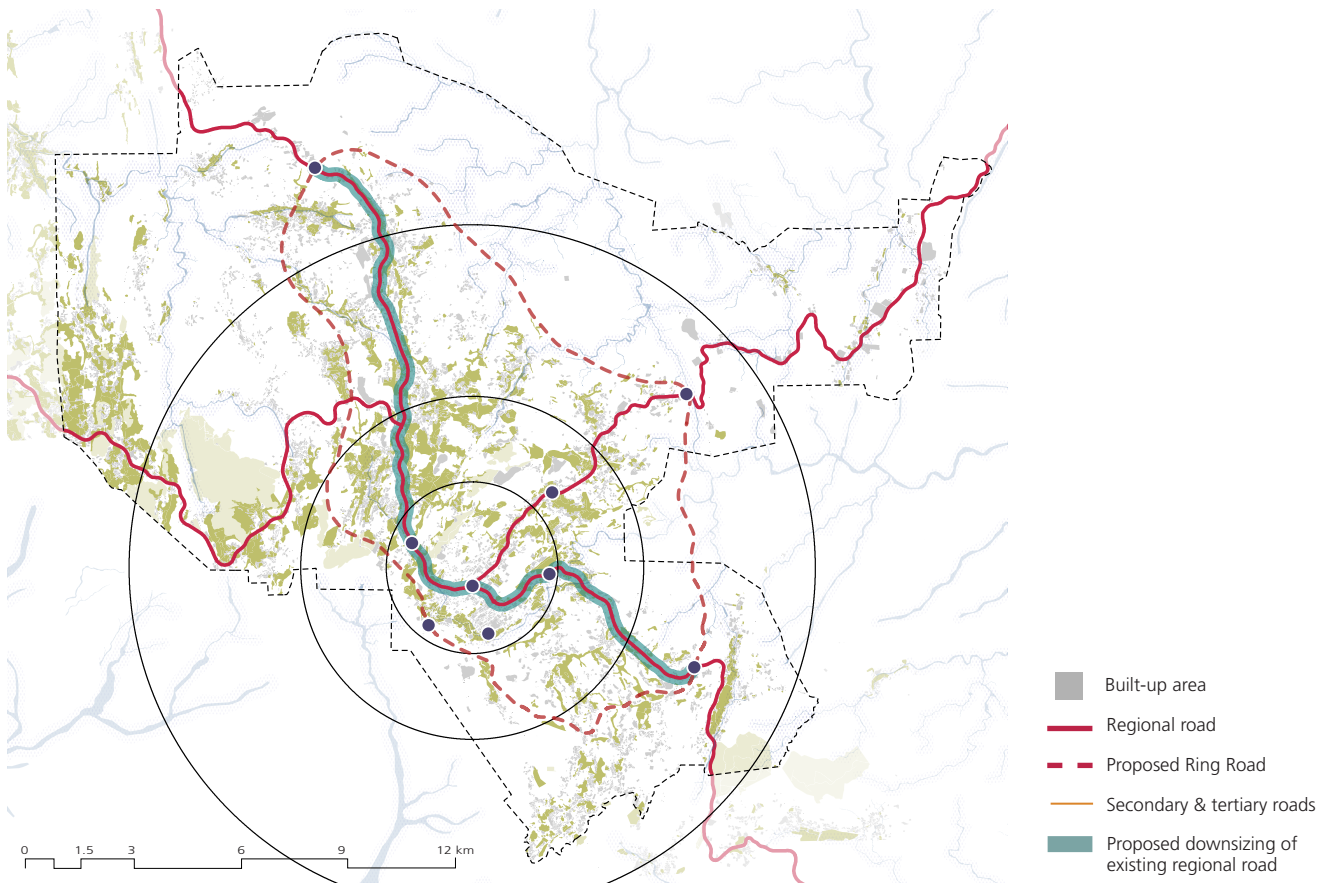 Built-up area
Regional road
Proposed Ring Road
Secondary & tertiary roads
Proposed downsizing of
existing regional road
0 1.5 3 6 9 12 km